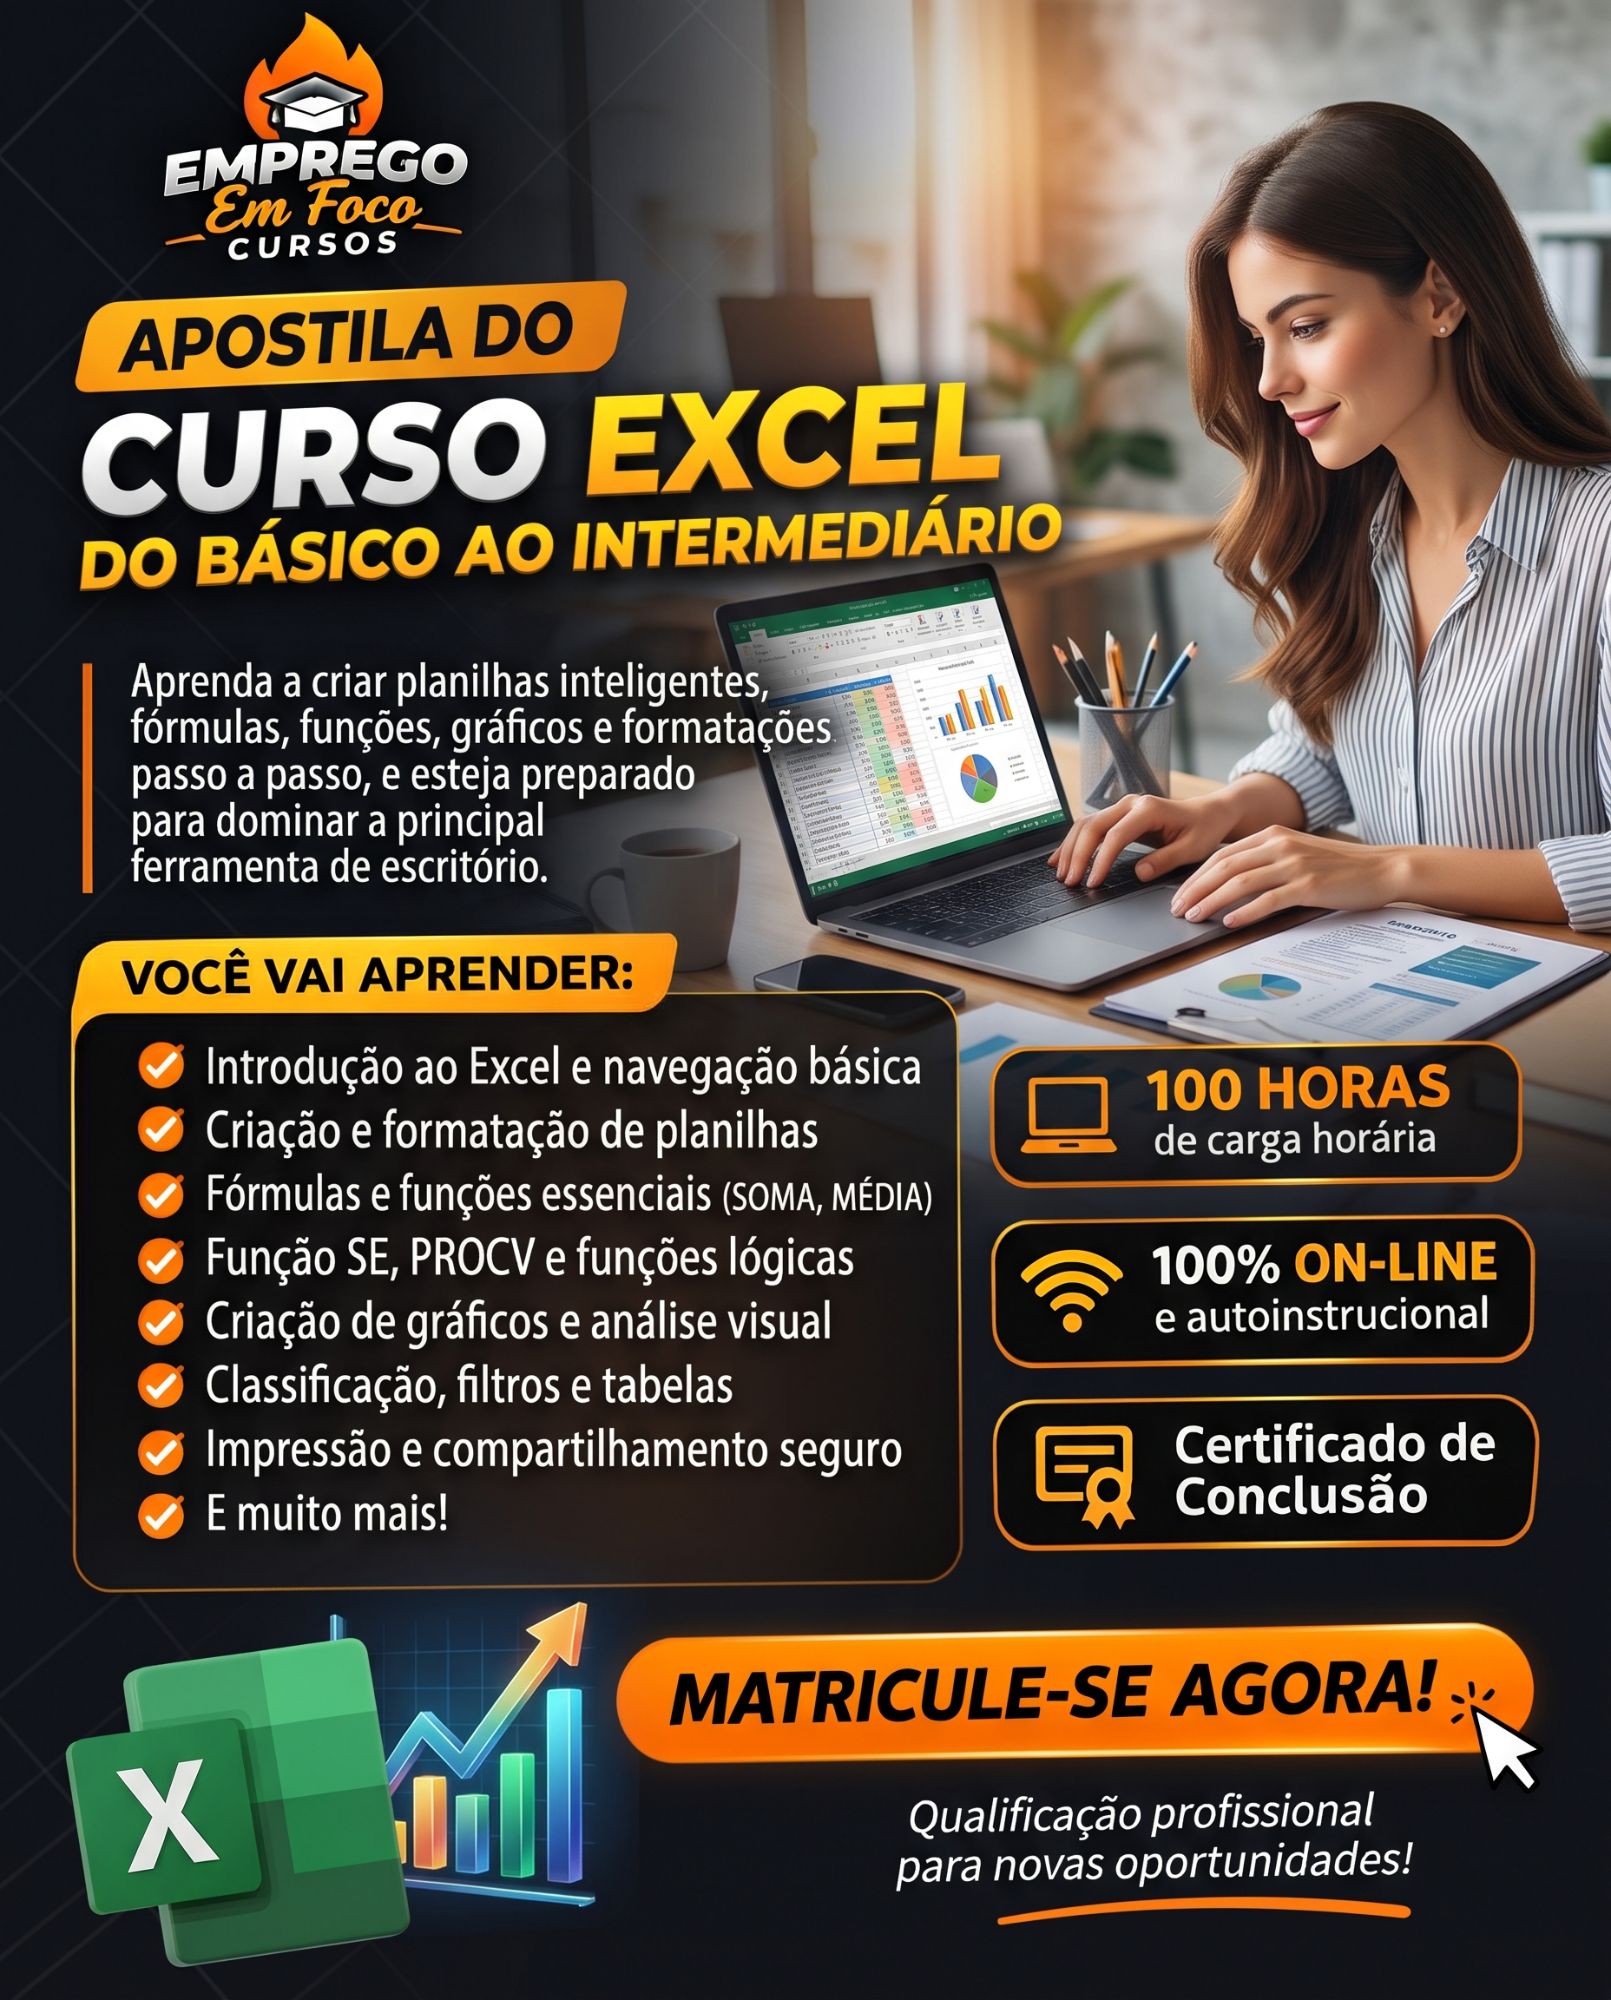 EMPREGO
Em Foco
CURSOS
APOSTILA DO
CURSO EXCEL
DO BÁSICO AO INTERMEDIÁRIO
Aprenda a criar planilhas inteligentes,
fórmulas, funções, gráficos e formatações
passo a passo, e esteja preparado
para dominar a principal
ferramenta de escritório.
VOCÊ VAI APRENDER:
Introdução ao Excel e navegação básica
Criação e formatação de planilhas
Fórmulas e funções essenciais (SOMA, MÉDIA)
Função SE, PROCV e funções lógicas
Criação de gráficos e análise visual
Classificação, filtros e tabelas
Impressão e compartilhamento seguro
E muito mais!
100 HORAS
de carga horária
100% ON-LINE
e autoinstrucional
Certificado de
Conclusão
X
MATRICULE-SE AGORA!
Qualificação profissional
para novas oportunidades!